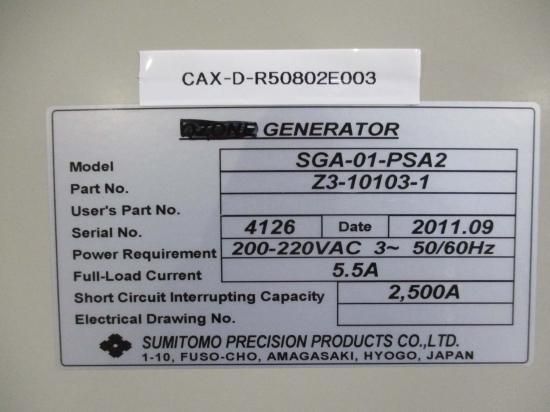 CAX-D-R50802E003
OZONE GENERATOR
Model SGA-01-PSA2
Part No. Z3-10103-1
User's Part No.
Serial No. 4126 Date 2011.09
Power Requirement 200-220VAC 3~ 50/60Hz
Full-Load Current 5.5A
Short Circuit Interrupting Capacity 2,500A
Electrical Drawing No.
SUMITOMO PRECISION PRODUCTS CO.,LTD.
1-10, FUSO-CHO, AMAGASAKI, HYOGO, JAPAN